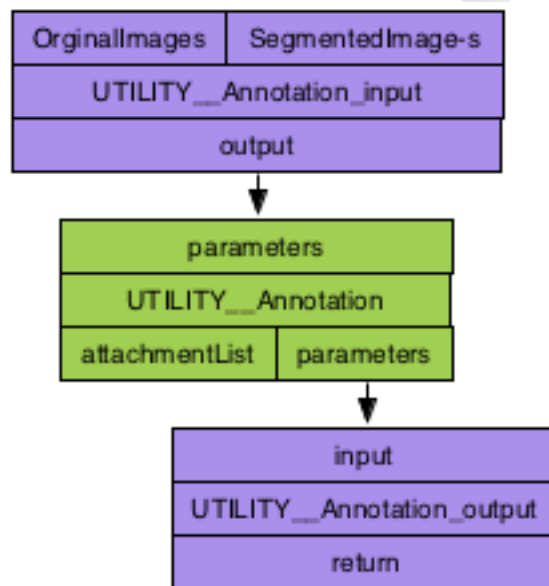 OrginalImages SegmentedImage-s
UTILITY__Annotation_input
output
parameters
UTILITY__Annotation
attachmentList parameters
input
UTILITY__Annotation_output
return